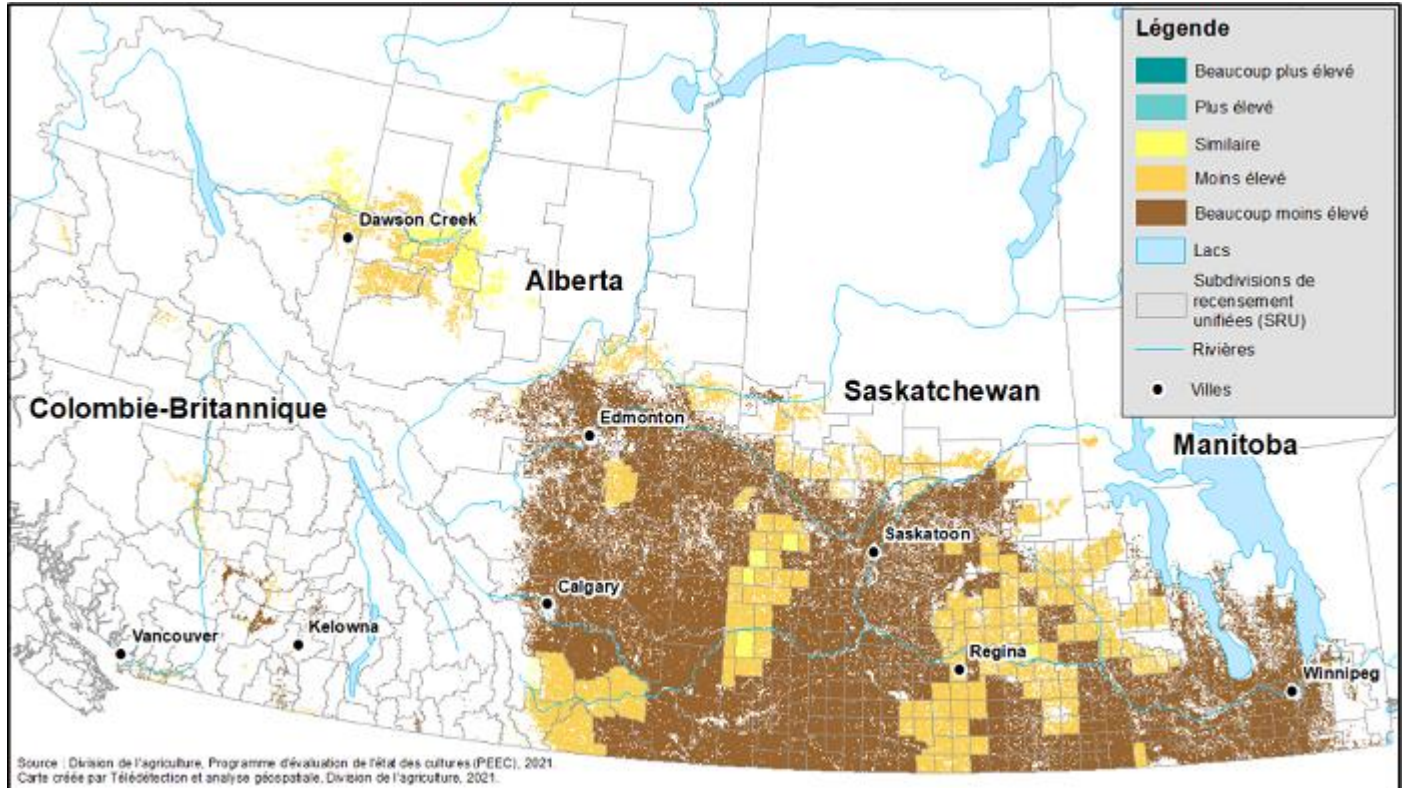 Légende
Beaucoup plus élevé
Plus élevé
Similaire
Moins élevé
Beaucoup moins élevé
Lacs
Subdivisions de
recensement
unifiées (SRU)
Rivières
Villes
Dawson Creek
Alberta
Saskatchewan
Colombie-Britannique
Edmonton
Manitoba
Saskatoon
Calgary
Vancouver
Kelowna
Regina
Winnipeg
Source : Division de l'agriculture, Programme d'évaluation de l'état des cultures (PEEC), 2021.
Carte créée par Télédétection et analyse géospatiale, Division de l'agriculture, 2021.